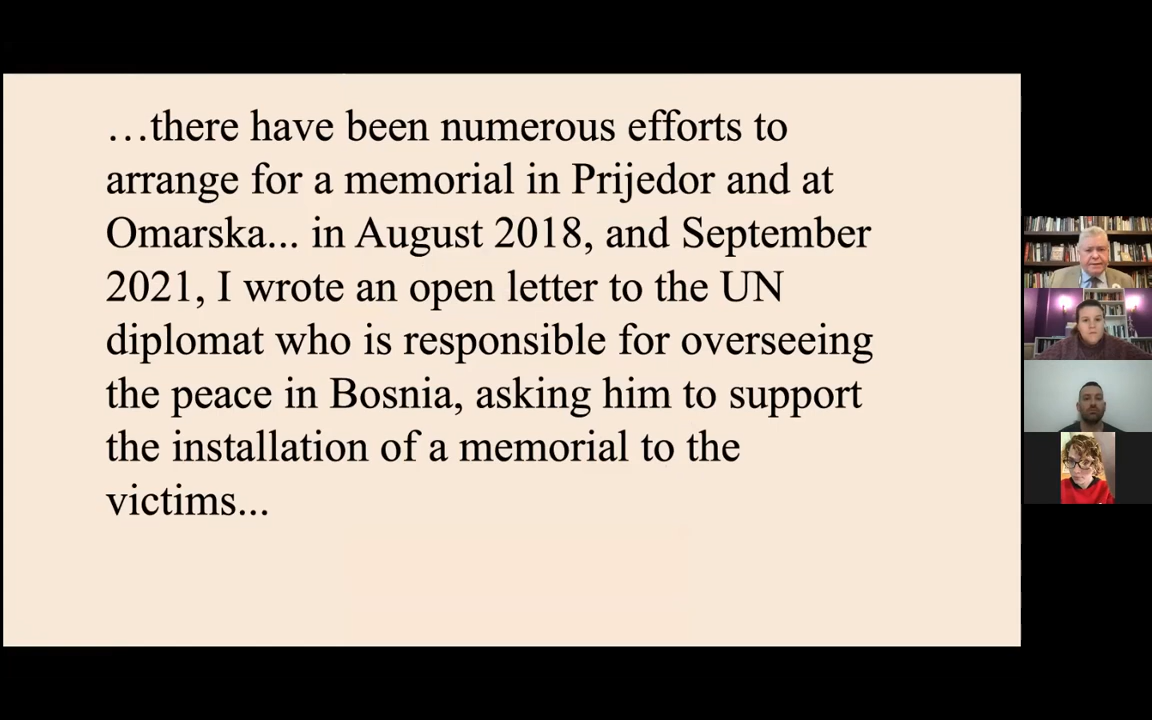 …there have been numerous efforts to
arrange for a memorial in Prijedor and at
Omarska... in August 2018, and September
2021, I wrote an open letter to the UN
diplomat who is responsible for overseeing
the peace in Bosnia, asking him to support
the installation of a memorial to the
victims...